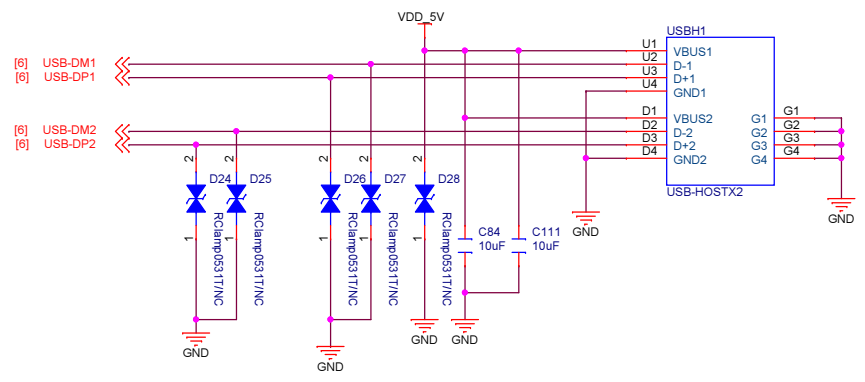 VDD_5V
USBH1
[6] USB-DM1
[6] USB-DP1
U1 VBUS1
U2 D-1
U3 D+1
U4 GND1
[6] USB-DM2
[6] USB-DP2
D1 VBUS2 G1 G1
D2 D-2 G2 G2
D3 D+2 G3 G3
D4 GND2 G4 G4
USB-HOSTX2
2 D24 1 RClamp0531T/NC
2 D25 1 RClamp0531T/NC
2 D26 1 RClamp0531T/NC
2 D27 1 RClamp0531T/NC
2 D28 1 RClamp0531T/NC
C84
10uF
C111
10uF
GND
GND
GND
GND
GND
GND